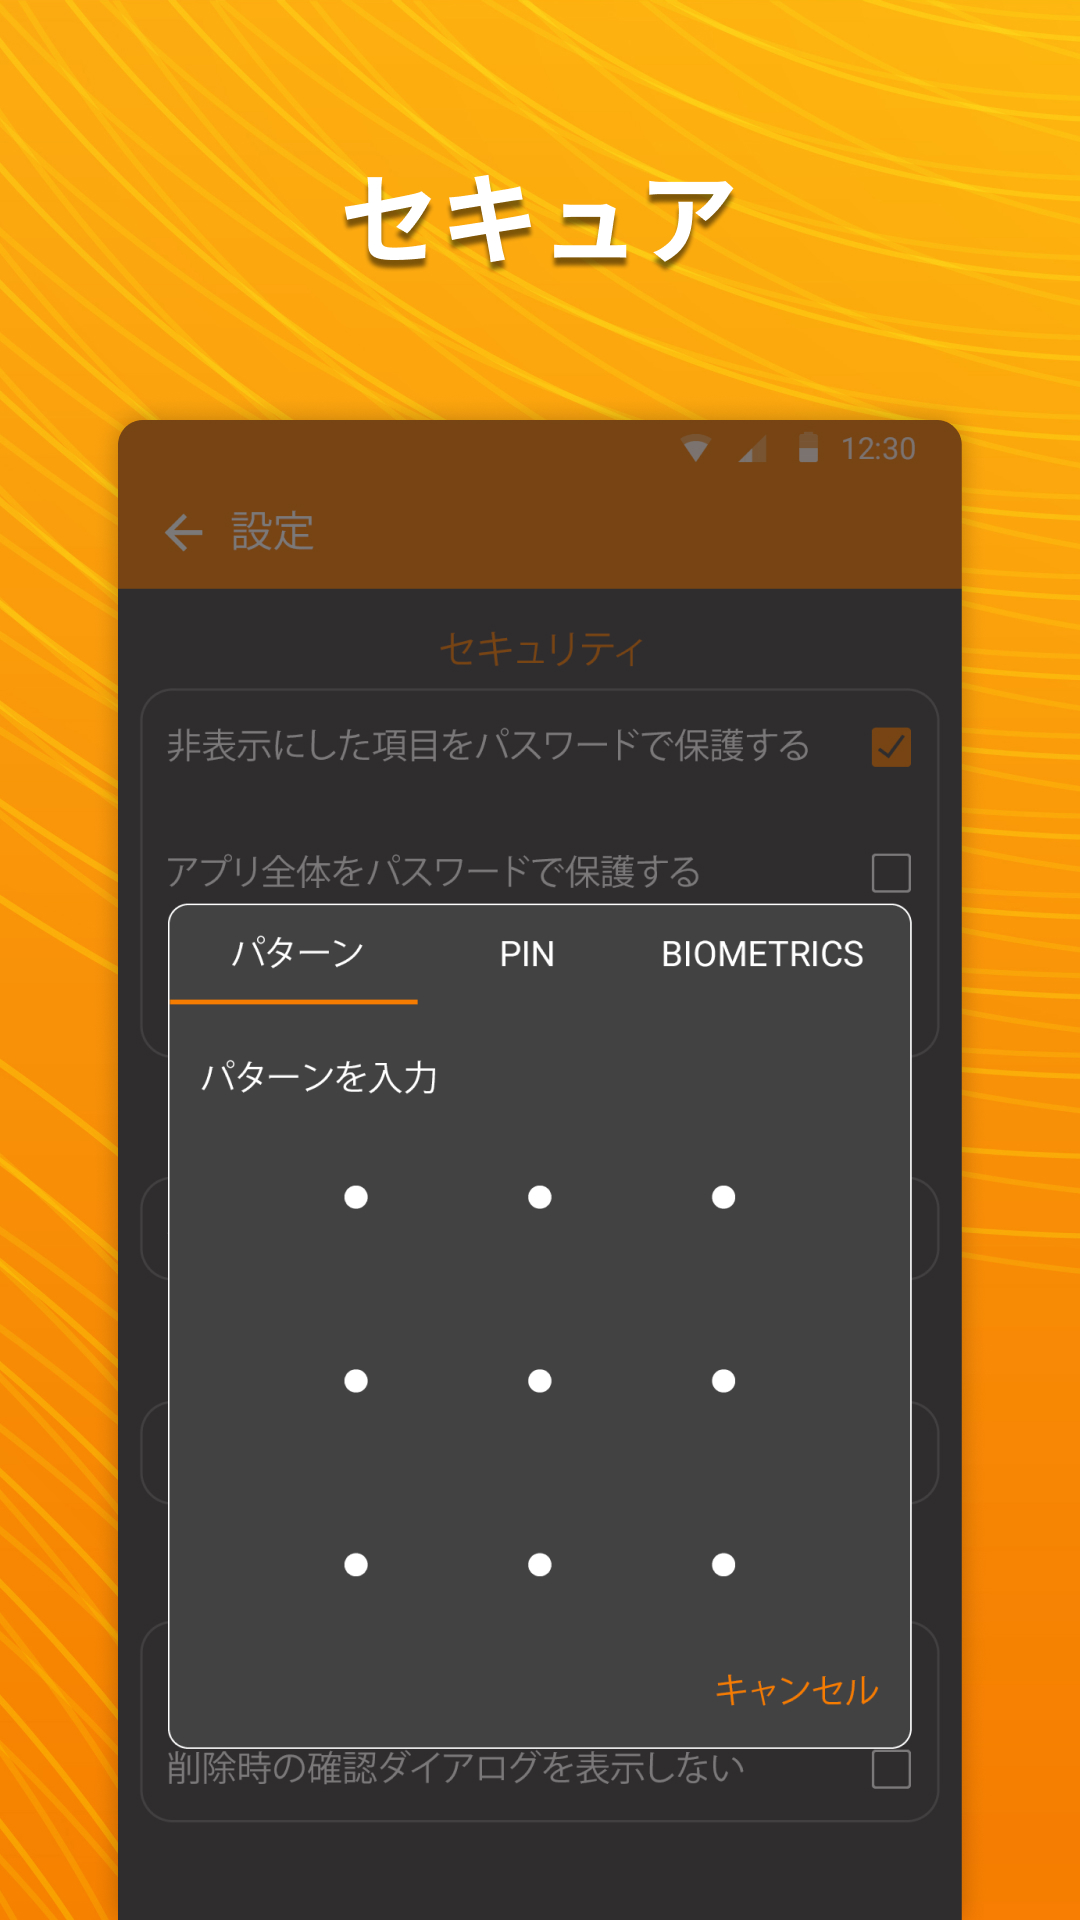 セキュア
12:30
設定
セキュリティ
非表示にした項目をパスワードで保護する
アプリ全体をパスワードで保護する
パターン PIN BIOMETRICS
パターンを入力
キャンセル
削除時の確認ダイアログを表示しない